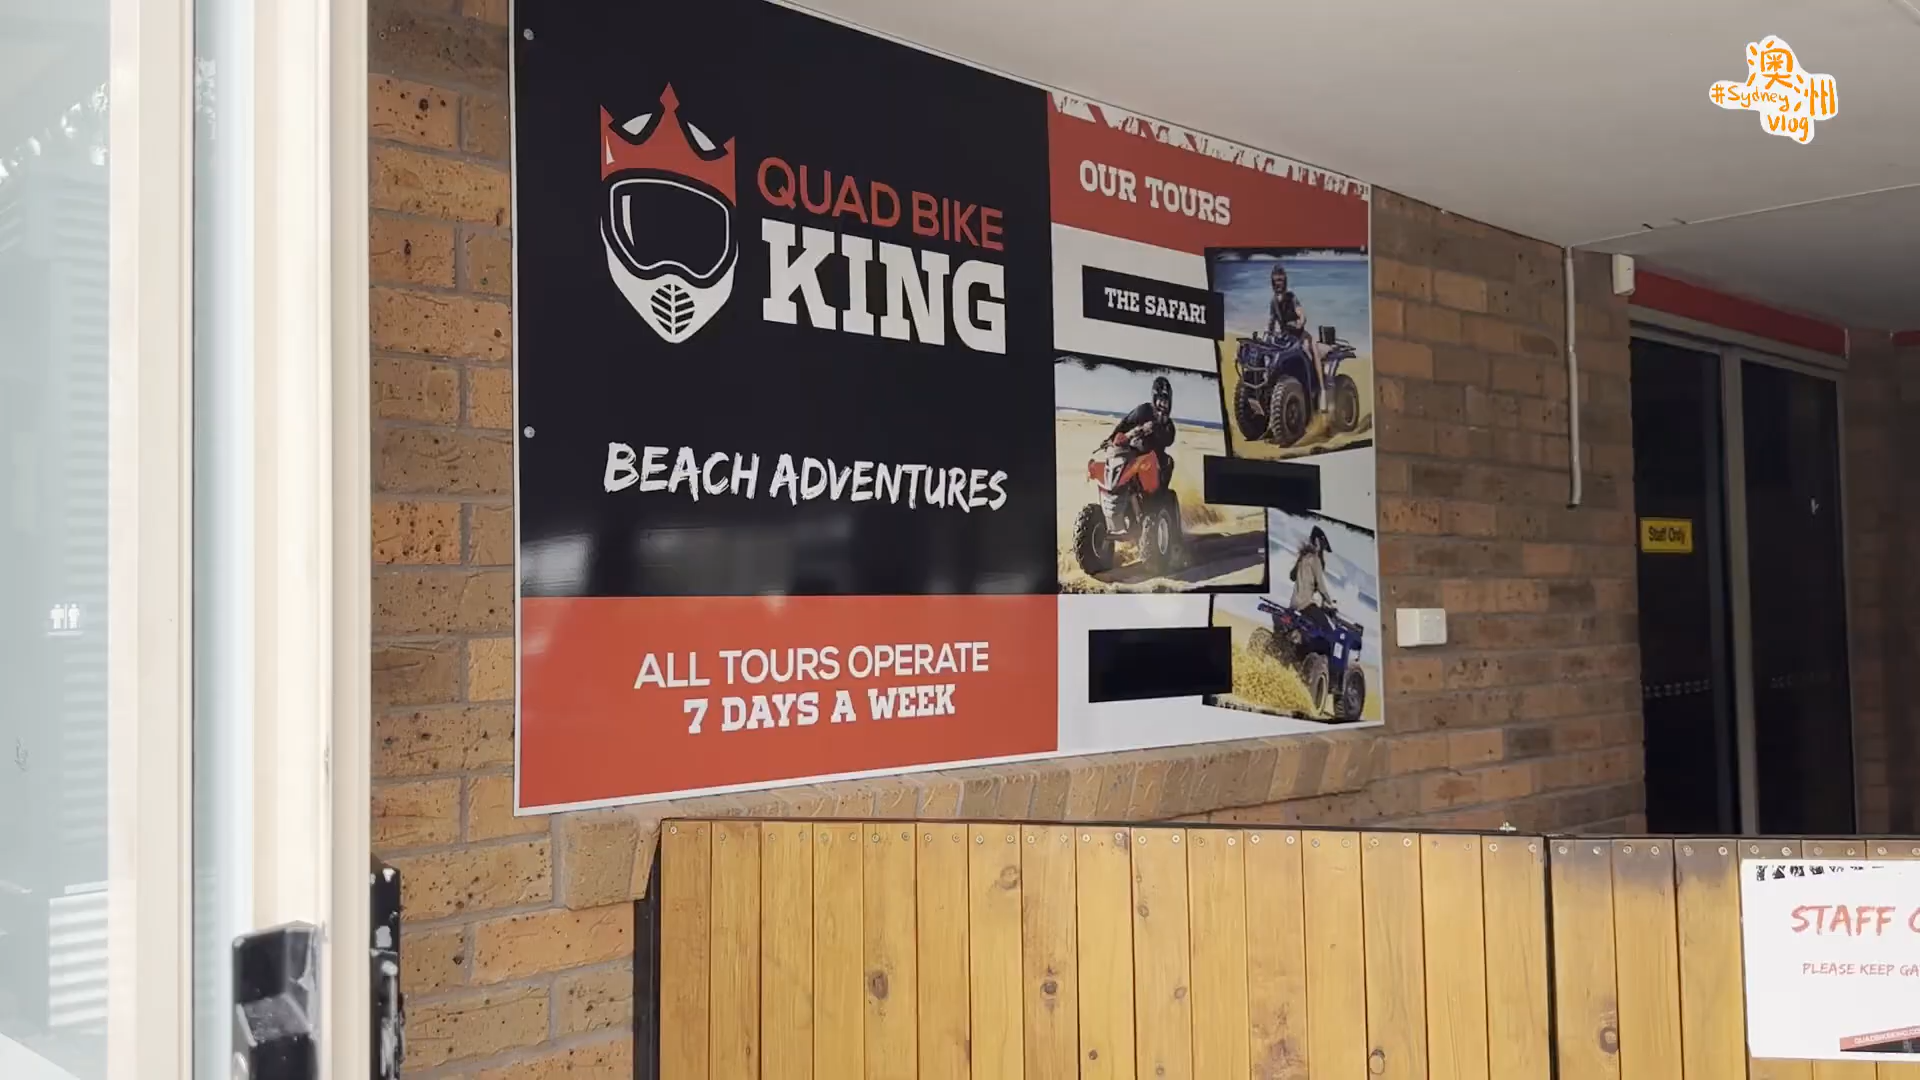 澳洲
#Sydney
Vlog
QUAD BIKE
KING
BEACH ADVENTURES
ALL TOURS OPERATE
7 DAYS A WEEK
OUR TOURS
THE SAFARI
Staff Only
STAFF
PLEASE KEEP